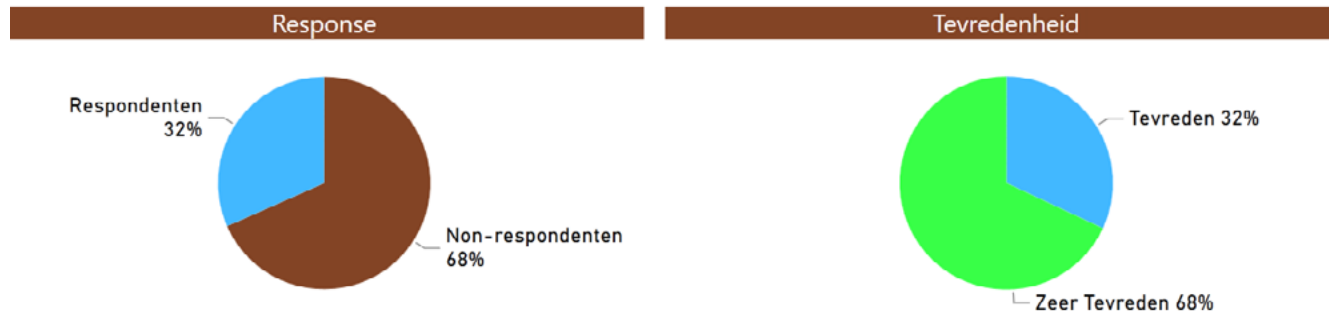 Response
Respondenten
32%
Non-respondenten
68%
Tevredenheid
Tevreden 32%
Zeer Tevreden 68%